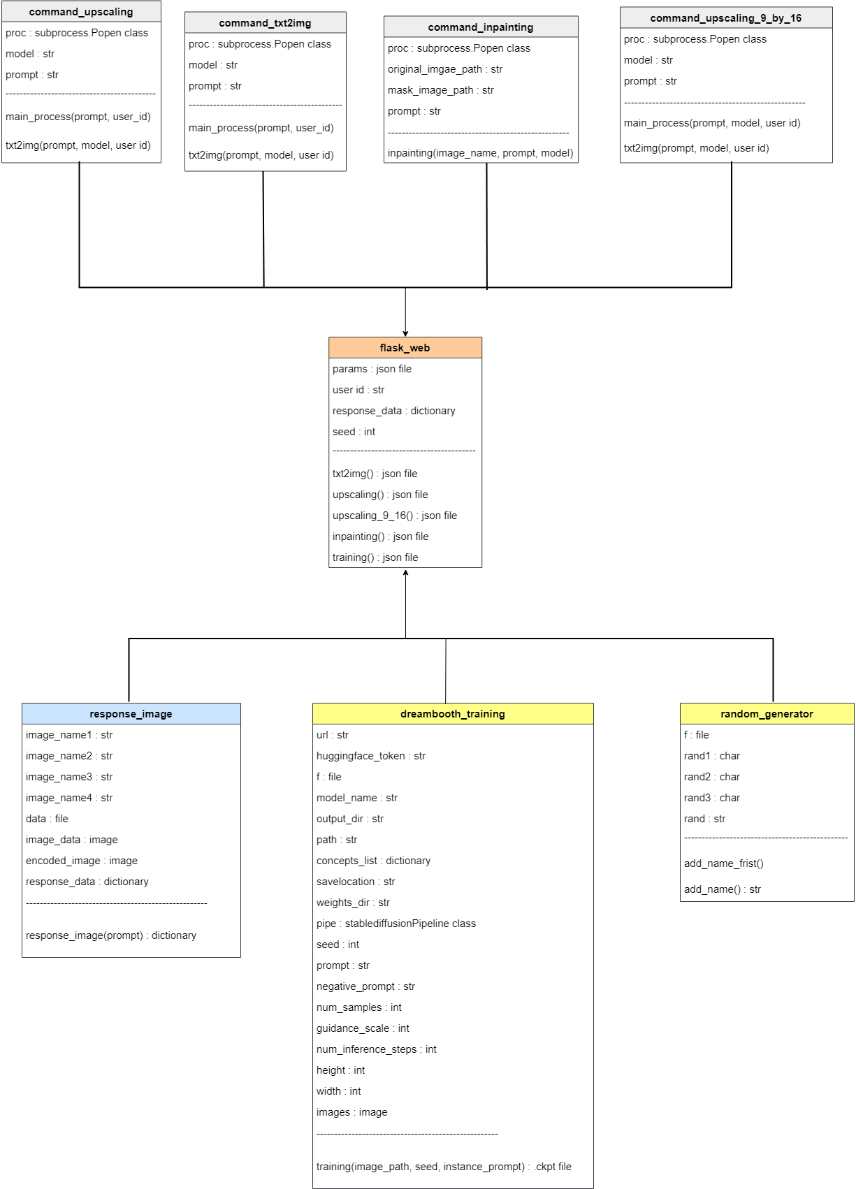 command_upscaling
proc : subprocess.Popen class
model : str
prompt : str
main_process(prompt, user_id)
txt2img(prompt, model, user id)
command_txt2img
proc : subprocess.Popen class
model : str
prompt : str
main_process(prompt, user_id)
txt2img(prompt, model, user id)
command_inpainting
proc : subprocess.Popen class
original_imgae_path : str
mask_image_path : str
prompt : str
inpainting(image_name, prompt, model)
command_upscaling_9_by_16
proc : subprocess.Popen class
model : str
prompt : str
main_process(prompt, model, user id)
txt2img(prompt, model, user id)
flask_web
params : json file
user id : str
response_data : dictionary
seed : int
txt2img() : json file
upscaling() : json file
upscaling_9_16() : json file
inpainting() : json file
training() : json file
response_image
image_name1 : str
image_name2 : str
image_name3 : str
image_name4 : str
data : file
image_data : image
encoded_image : image
response_data : dictionary
response_image(prompt) : dictionary
dreambooth_training
url : str
huggingface_token : str
f : file
model_name : str
output_dir : str
path : str
concepts_list : dictionary
savelocation : str
weights_dir : str
pipe : stablediffusionPipeline class
seed : int
prompt : str
negative_prompt : str
num_samples : int
guidance_scale : int
num_inference_steps : int
height : int
width : int
images : image
training(image_path, seed, instance_prompt) : .ckpt file
random_generator
f : file
rand1 : char
rand2 : char
rand3 : char
rand : str
add_name_frist()
add_name() : str